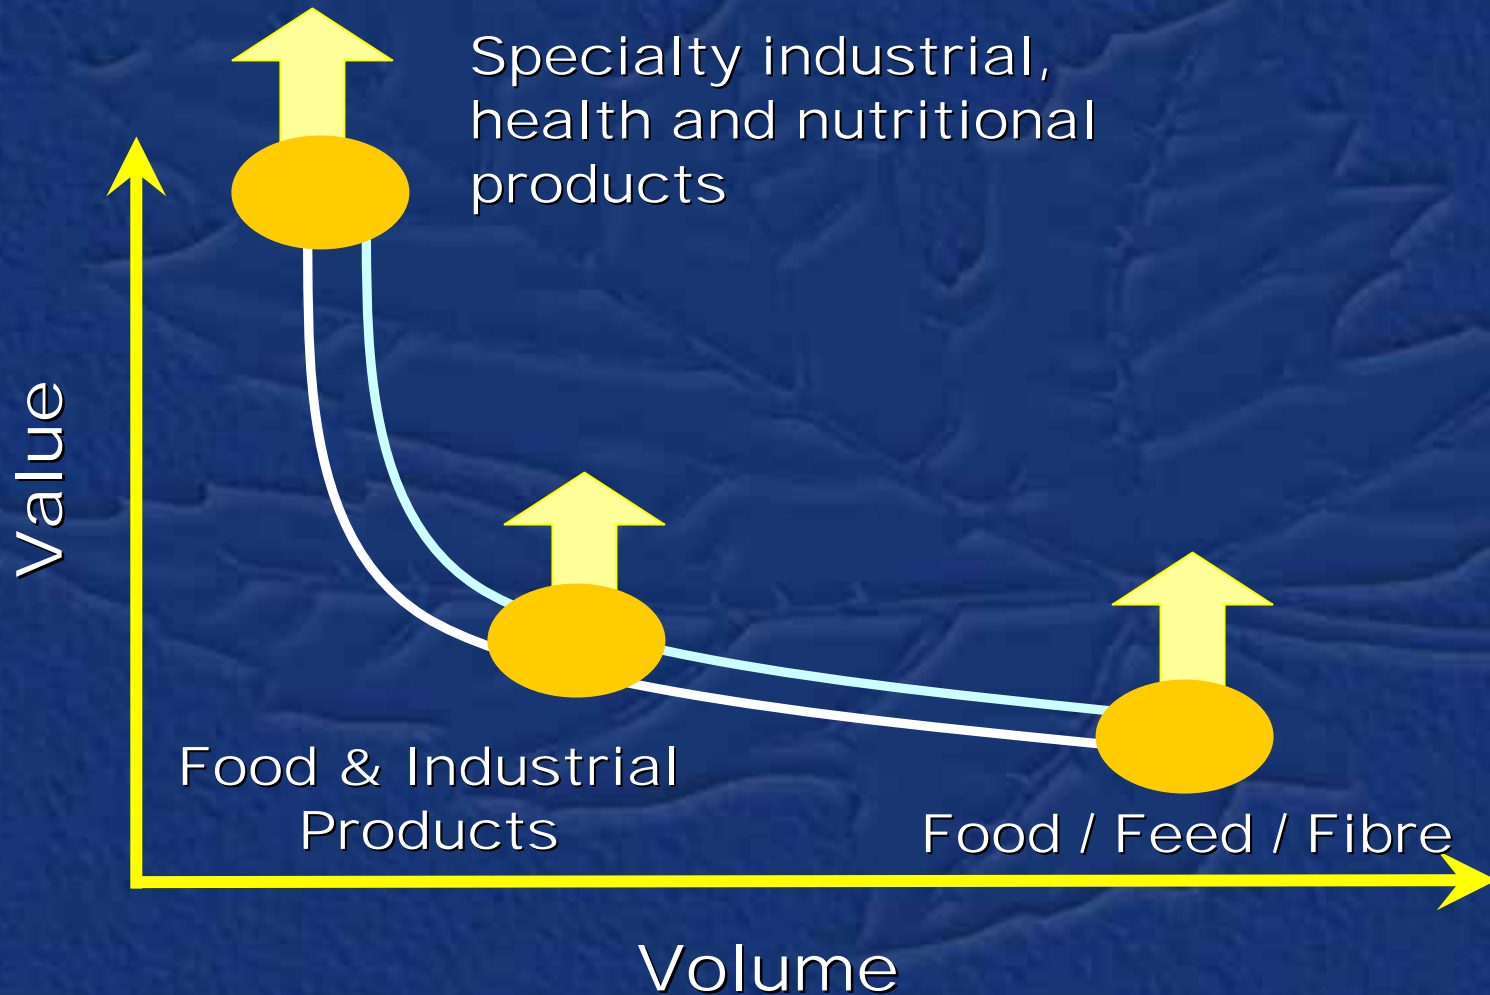 Specialty industrial,
health and nutritional
products
Value
Food & Industrial
Products
Food / Feed / Fibre
Volume